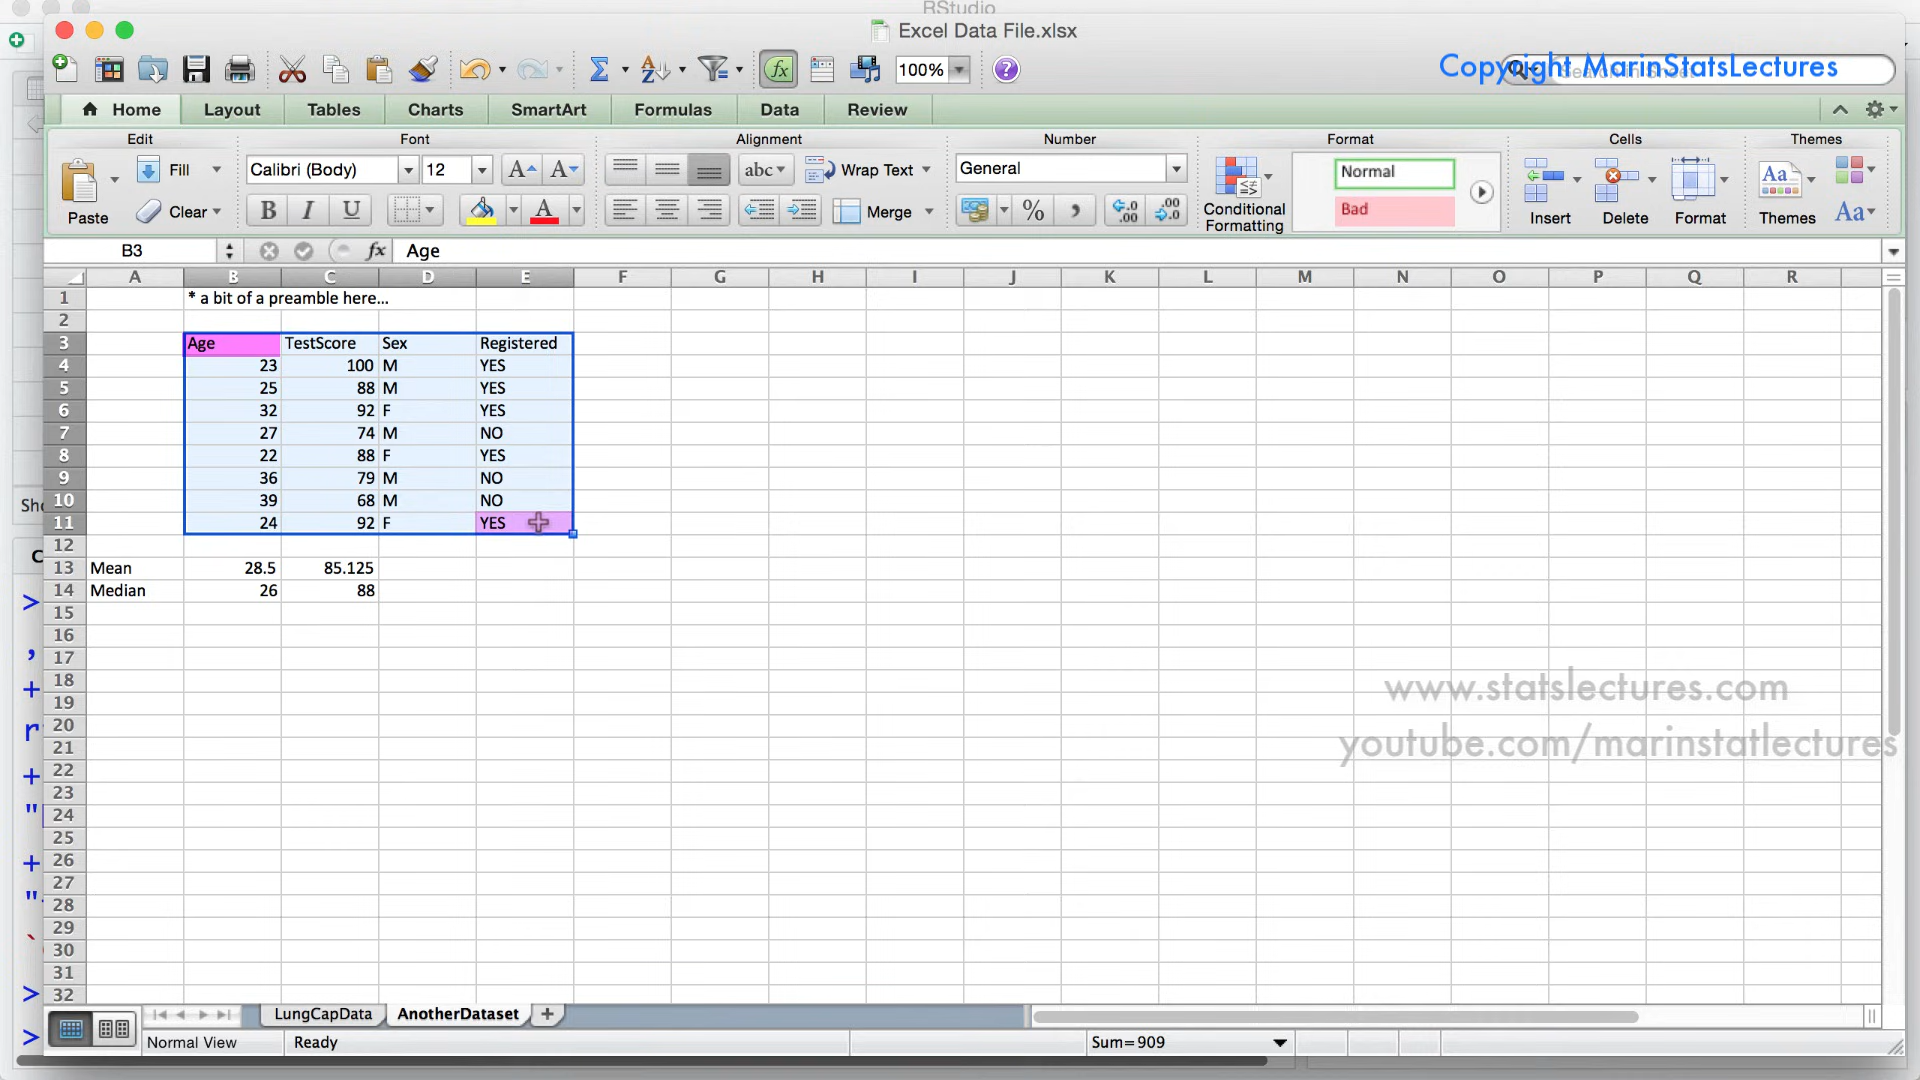 RStudio
Excel Data File.xlsx
100%
Copyright MarinStatsLectures
Home Layout Tables Charts SmartArt Formulas Data Review
Edit Font Alignment Number Format Cells Themes
Fill Calibri (Body) 12 abc Wrap Text General Normal
Paste Clear B I U Merge % Conditional Formatting Bad Insert Delete Format Themes Aa
B3 fx Age
A B C D E F G H I J K L M N O P Q R
1 * a bit of a preamble here...
2
3 Age TestScore Sex Registered
4 23 100 M YES
5 25 88 M YES
6 32 92 F YES
7 27 74 M NO
8 22 88 F YES
9 36 79 M NO
10 39 68 M NO
11 24 92 F YES
12
13 Mean 28.5 85.125
14 Median 26 88
15
16
17
18
www.statslectures.com
19
20
youtube.com/marinstatlectures
21
22
23
24
25
26
27
28
29
30
31
32
LungCapData AnotherDataset
Normal View Ready Sum=909